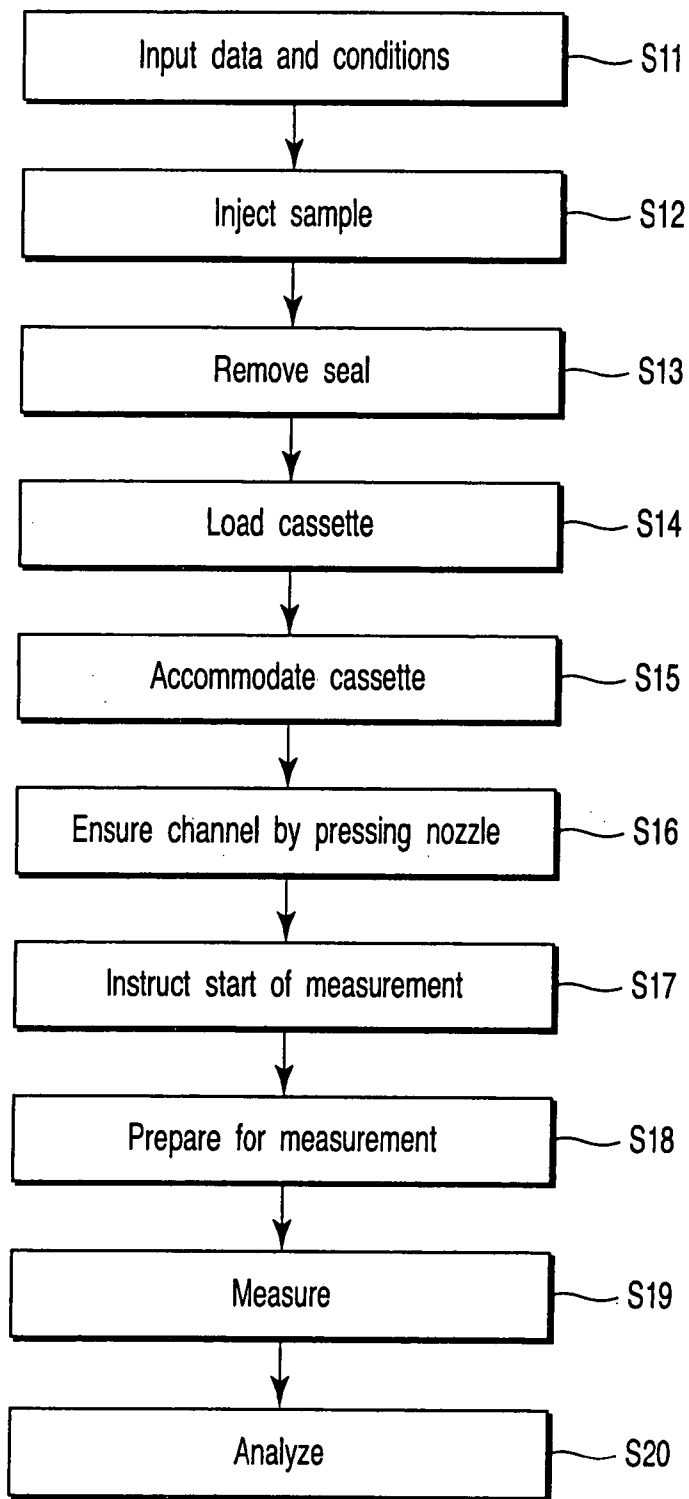 Input data and conditions S11
Inject sample S12
Remove seal S13
Load cassette S14
Accommodate cassette S15
Ensure channel by pressing nozzle S16
Instruct start of measurement S17
Prepare for measurement S18
Measure S19
Analyze S20